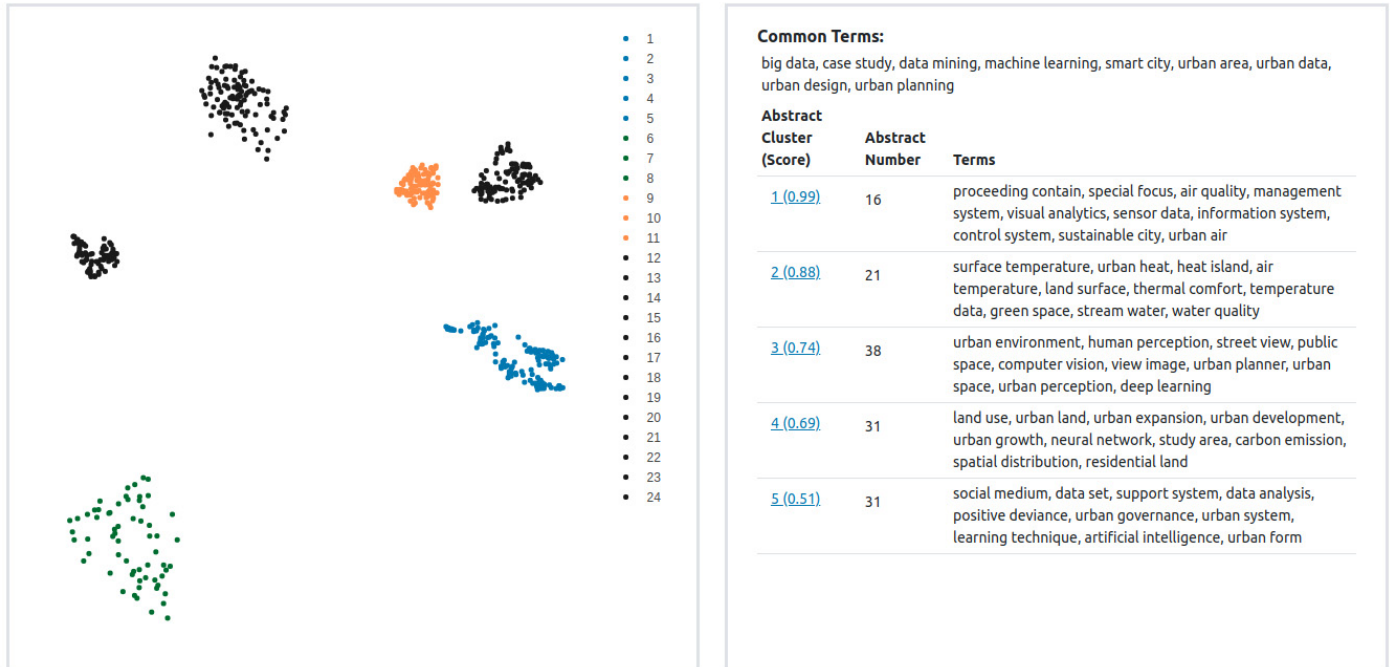 1
2
3
4
5
6
7
8
9
10
11
12
13
14
15
16
17
18
19
20
21
22
23
24
Common Terms:
big data, case study, data mining, machine learning, smart city, urban area, urban data,
urban design, urban planning
Abstract
Cluster
(Score)
Abstract
Number
Terms
1 (0.99)
16
proceeding contain, special focus, air quality, management
system, visual analytics, sensor data, information system,
control system, sustainable city, urban air
2 (0.88)
21
surface temperature, urban heat, heat island, air
temperature, land surface, thermal comfort, temperature
data, green space, stream water, water quality
3 (0.74)
38
urban environment, human perception, street view, public
space, computer vision, view image, urban planner, urban
space, urban perception, deep learning
4 (0.69)
31
land use, urban land, urban expansion, urban development,
urban growth, neural network, study area, carbon emission,
spatial distribution, residential land
5 (0.51)
31
social medium, data set, support system, data analysis,
positive deviance, urban governance, urban system,
learning technique, artificial intelligence, urban form